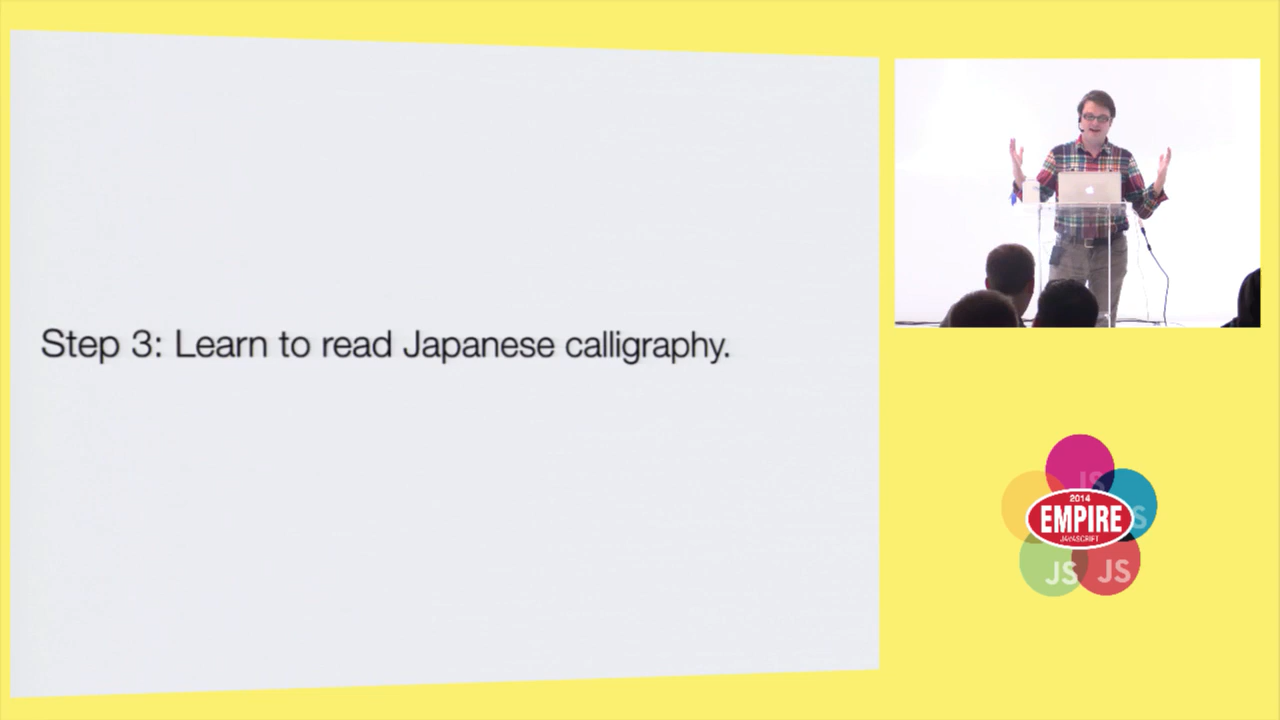 Step 3: Learn to read Japanese calligraphy.
JS
JS
2014
EMPIRE
JAVASCRIPT
JS
JS